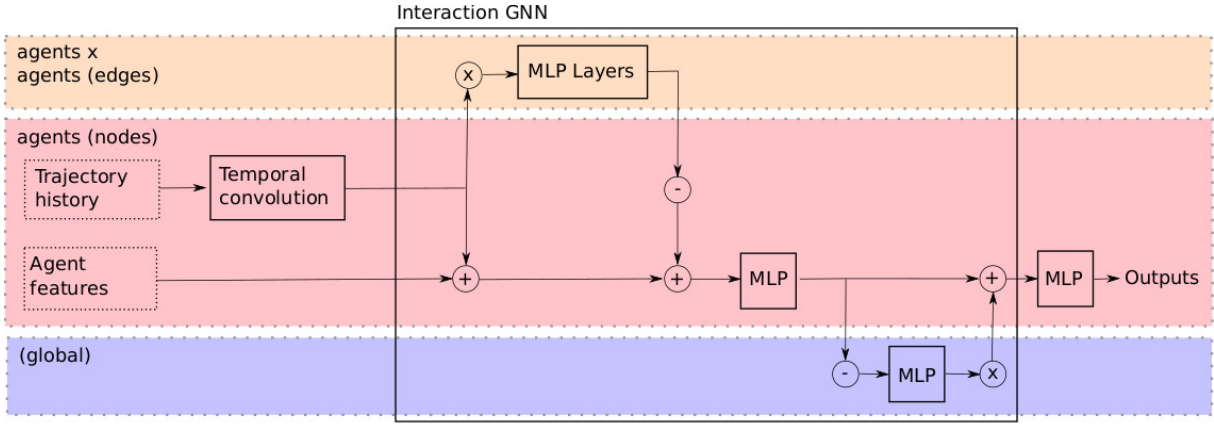 Interaction GNN
agents x
agents (edges)
x
MLP Layers
agents (nodes)
Trajectory
history
Temporal
convolution
-
Agent
features
+
+
MLP
+
MLP
Outputs
(global)
-
MLP
x